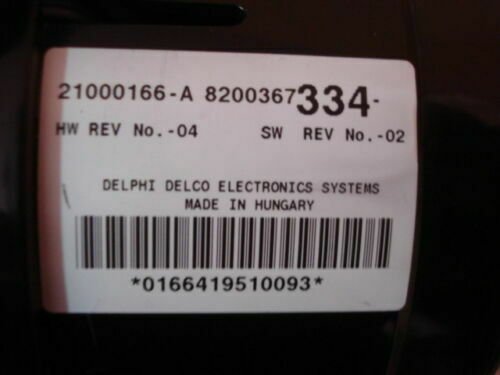 21000166-A 8200367334-
HW REV No.-04 SW REV No.-02
DELPHI DELCO ELECTRONICS SYSTEMS
MADE IN HUNGARY
*0166419510093*